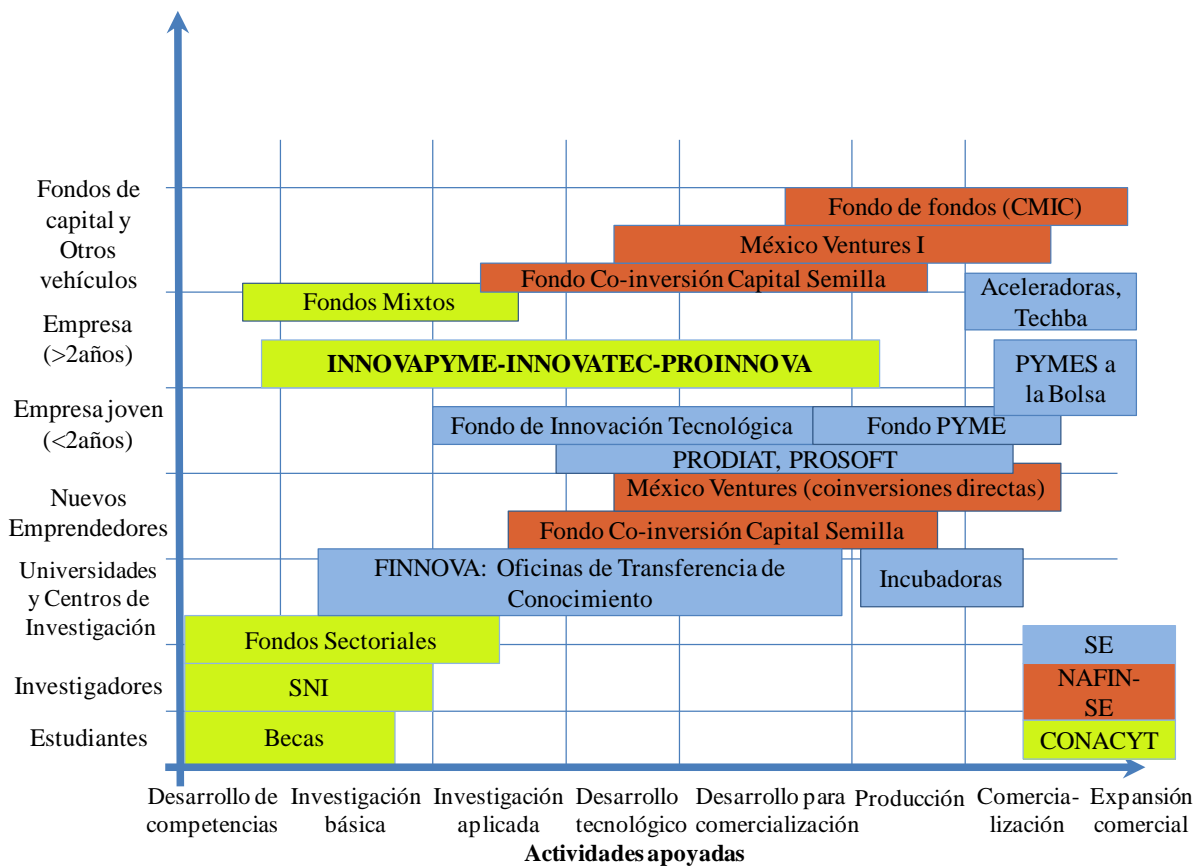 Fondos de
capital y
Otros
vehículos
Empresa
(>2años)
Empresa joven
(<2años)
Nuevos
Emprendedores
Universidades
y Centros de
Investigación
Investigadores
Estudiantes
Fondo de fondos (CMIC)
México Ventures I
Fondo Co-inversión Capital Semilla
Fondos Mixtos
Aceleradoras,
Techba
INNOVAPYME-INNOVATEC-PROINNOVA
PYMES a
la Bolsa
Fondo de Innovación Tecnológica
Fondo PYME
PRODIAT, PROSOFT
México Ventures (coinversiones directas)
Fondo Co-inversión Capital Semilla
FINNOVA: Oficinas de Transferencia de
Conocimiento
Incubadoras
Fondos Sectoriales
SNI
Becas
SE
NAFIN-
SE
CONACYT
Desarrollo de
competencias
Investigación
básica
Investigación
aplicada
Desarrollo
tecnológico
Desarrollo para
comercialización
Producción
Comercia-
lización
Expansión
comercial
Actividades apoyadas